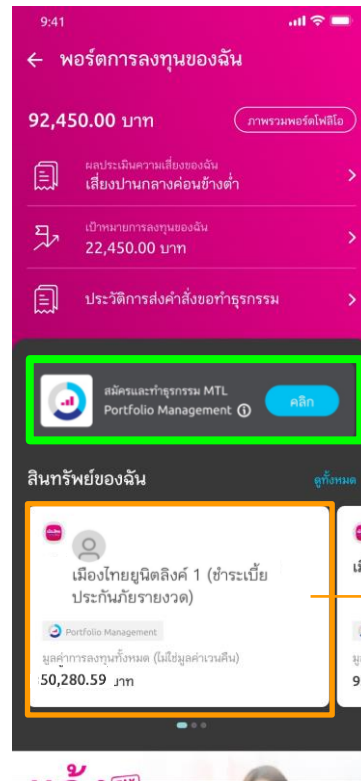 9:41
พอร์ตการลงทุนของฉัน
92,450.00 บาท
ภาพรวมพอร์ตโฟลิโอ
ผลประเมินความเสี่ยงของฉัน
เสี่ยงปานกลางค่อนข้างต่ำ
เป้าหมายการลงทุนของฉัน
22,450.00 บาท
ประวัติการส่งคำสั่งขอทำธุรกรรม
สมัครและทำธุรกรรม MTL
Portfolio Management
คลิก
สินทรัพย์ของฉัน
ดูทั้งหมด
เมืองไทยยูนิตลิงค์ 1 (ชำระเบี้ย
ประกันภัยรายงวด)
Portfolio Management
มูลค่าการลงทุนทั้งหมด (ไม่ใช่มูลค่าเวนคืน)
50,280.59 บาท